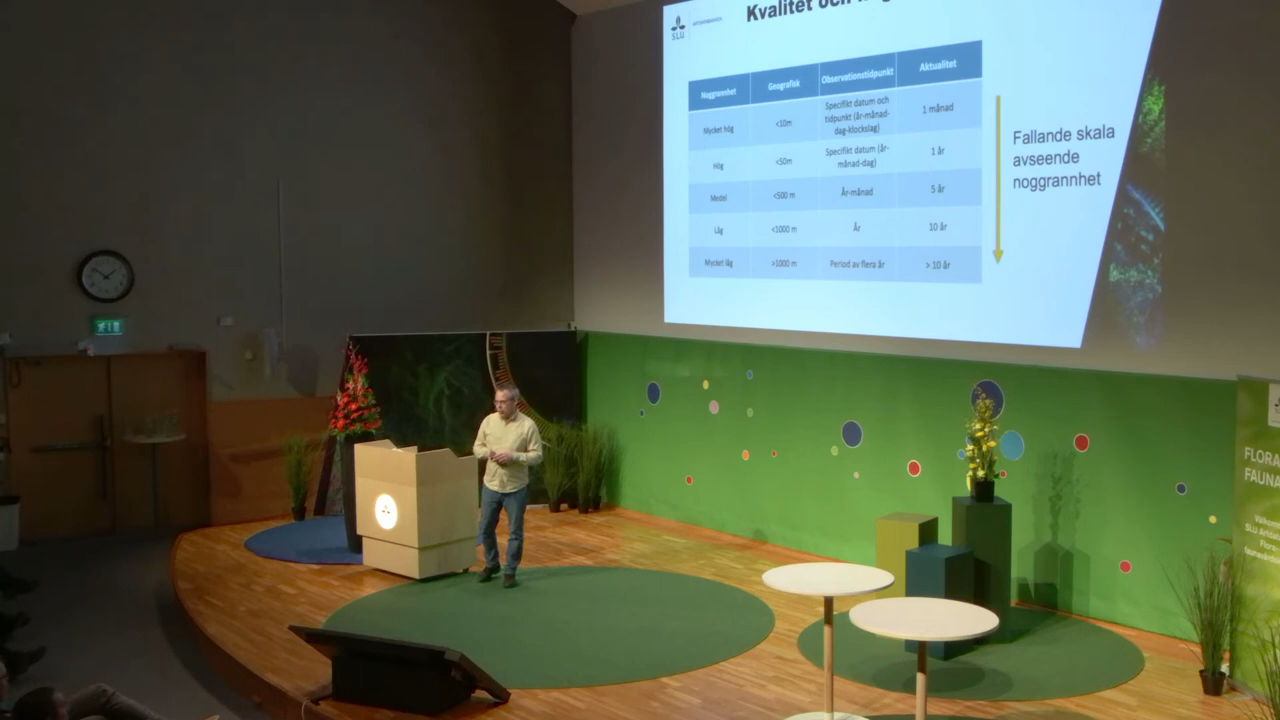 Kvalitet och
SLU
Noggrannhet
Geografisk
Observationstidpunkt
Aktualitet
Mycket hög
<10m
Specifikt datum och
tidpunkt (år-månad-
dag-klockslag)
1 månad
Hög
<50m
Specifikt datum (år-
månad-dag)
1 år
Medel
<500 m
År-månad
5 år
Låg
<1000 m
År
10 år
Mycket låg
>1000 m
Period av flera år
> 10 år
Fallande skala
avseende
noggrannhet
FLORA
FAUNA
SLU